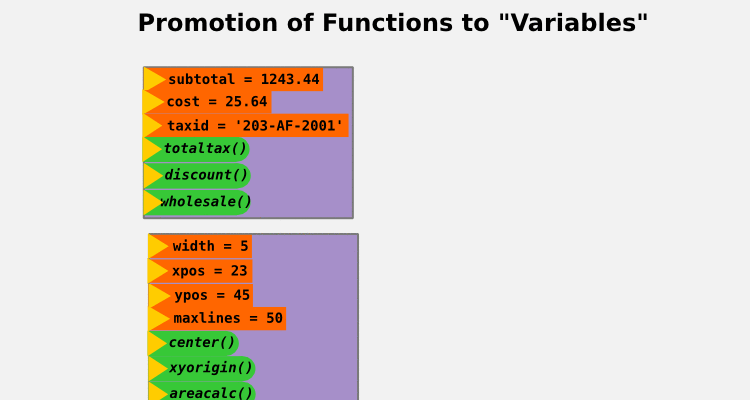 Promotion of Functions to "Variables"
subtotal = 1243.44
cost = 25.64
taxid = '203-AF-2001'
totaltax()
discount()
wholesale()
width = 5
xpos = 23
ypos = 45
maxlines = 50
center()
xyorigin()
areacalc()